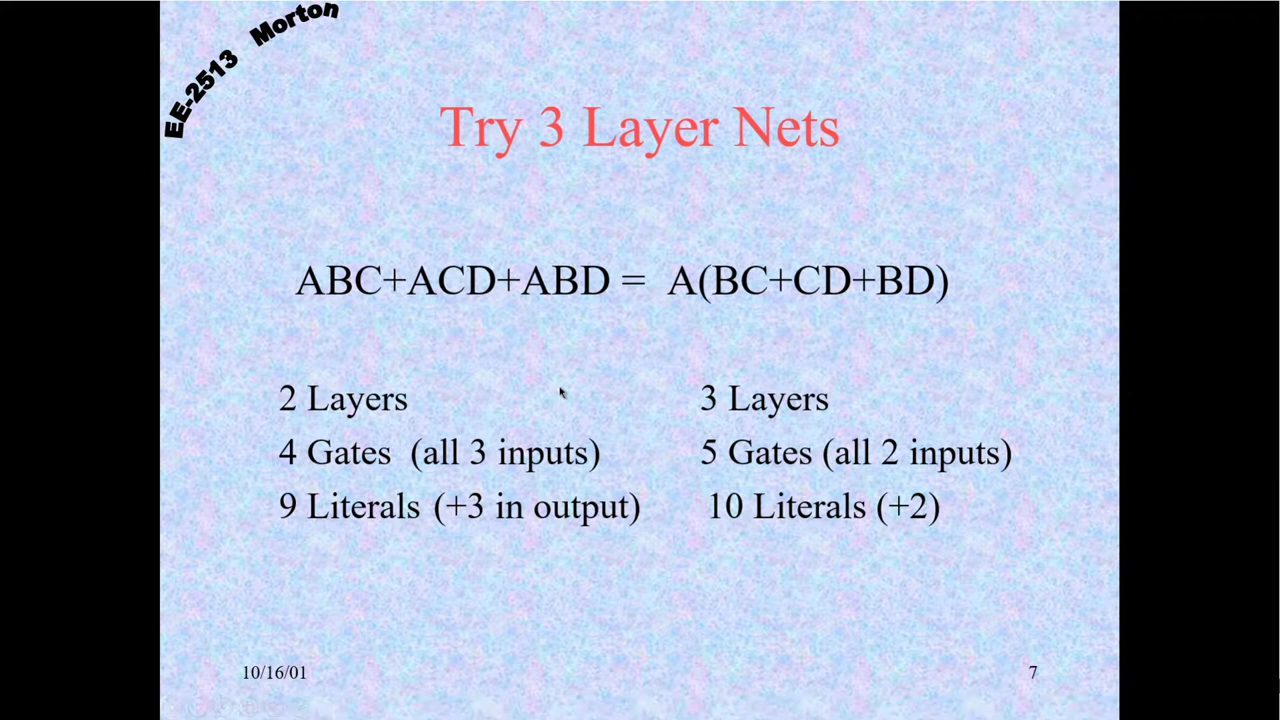 EE-2513 Morton
Try 3 Layer Nets
ABC+ACD+ABD = A(BC+CD+BD)
2 Layers
4 Gates (all 3 inputs)
9 Literals (+3 in output)
3 Layers
5 Gates (all 2 inputs)
10 Literals (+2)
10/16/01
7